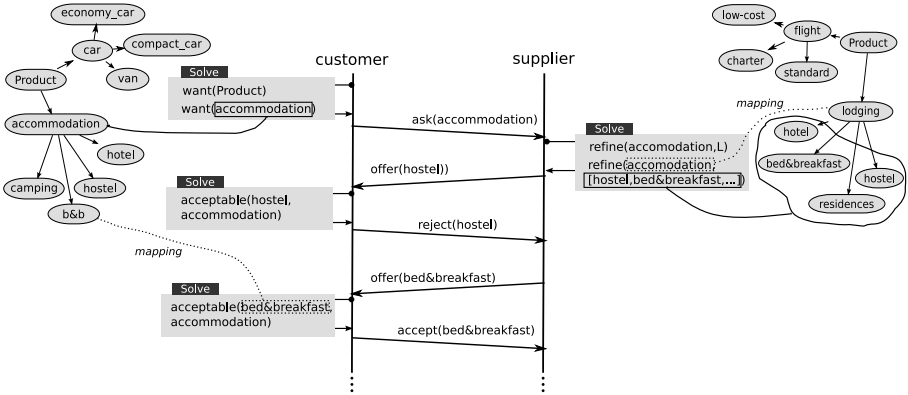 economy_car
car
compact_car
van
Product
accommodation
hotel
camping
hostel
b&b
mapping
customer
supplier
Solve
want(Product)
want(accommodation)
ask(accommodation)
Solve
refine(accomodation,L)
refine(accomodation,
[hostel,bed&breakfast,...])
offer(hostel))
Solve
acceptable(hostel,
accommodation)
reject(hostel)
offer(bed&breakfast)
Solve
acceptable(bed&breakfast,
accommodation)
accept(bed&breakfast)
low-cost
flight
Product
charter
standard
mapping
lodging
hotel
bed&breakfast
hostel
residences